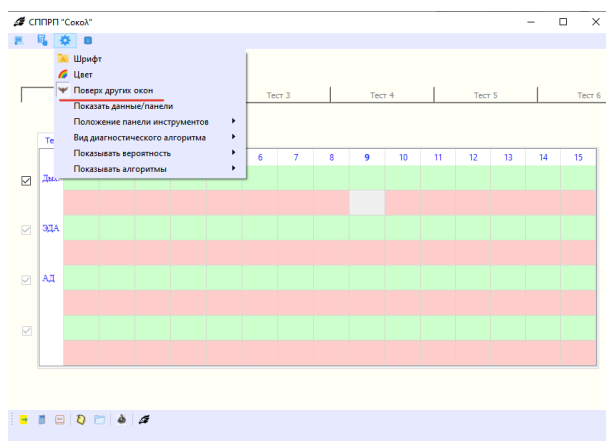 СППРП "Сокол"
Шрифт
Цвет
Поверх других окон
Показать данные/панели
Положение панели инструментов
Вид диагностического алгоритма
Показывать вероятность
Показывать алгоритмы
Тест 3 Тест 4 Тест 5 Тест 6
6 7 8 9 10 11 12 13 14 15
ЭДА
АД